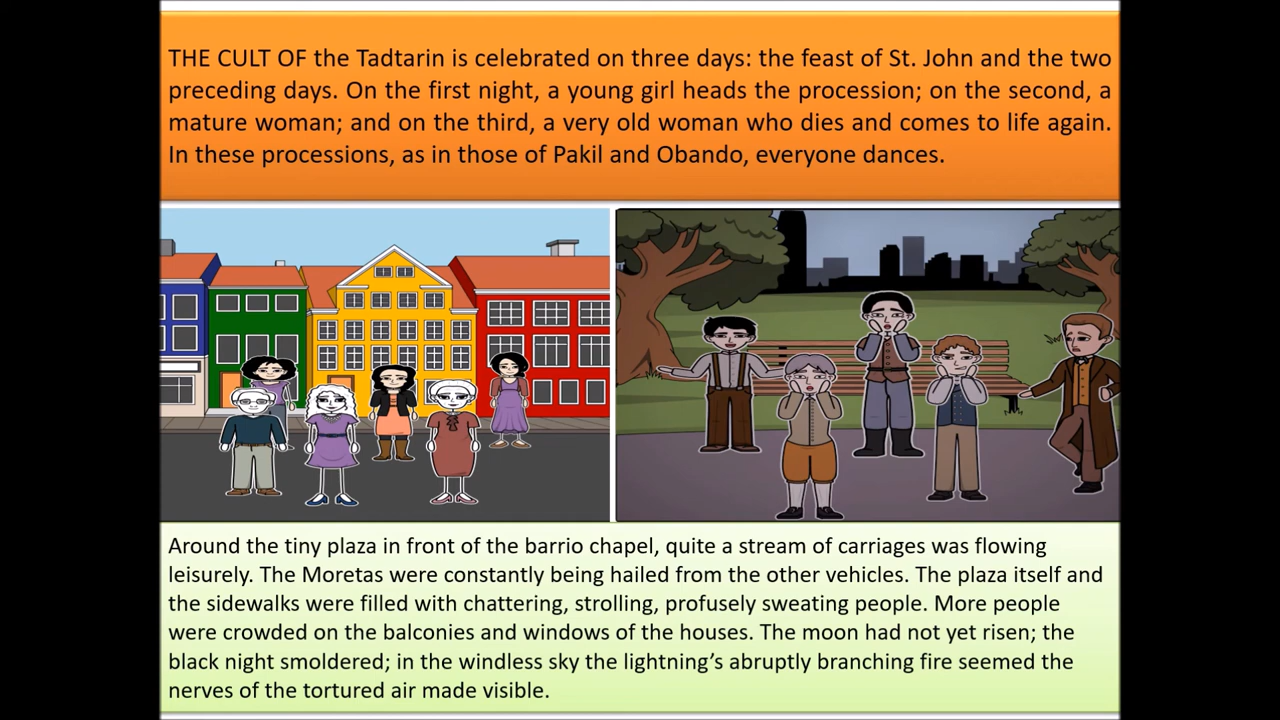 THE CULT OF the Tadtarin is celebrated on three days: the feast of St. John and the two
preceding days. On the first night, a young girl heads the procession; on the second, a
mature woman; and on the third, a very old woman who dies and comes to life again.
In these processions, as in those of Pakil and Obando, everyone dances.
Around the tiny plaza in front of the barrio chapel, quite a stream of carriages was flowing
leisurely. The Moretas were constantly being hailed from the other vehicles. The plaza itself and
the sidewalks were filled with chattering, strolling, profusely sweating people. More people
were crowded on the balconies and windows of the houses. The moon had not yet risen; the
black night smoldered; in the windless sky the lightning’s abruptly branching fire seemed the
nerves of the tortured air made visible.